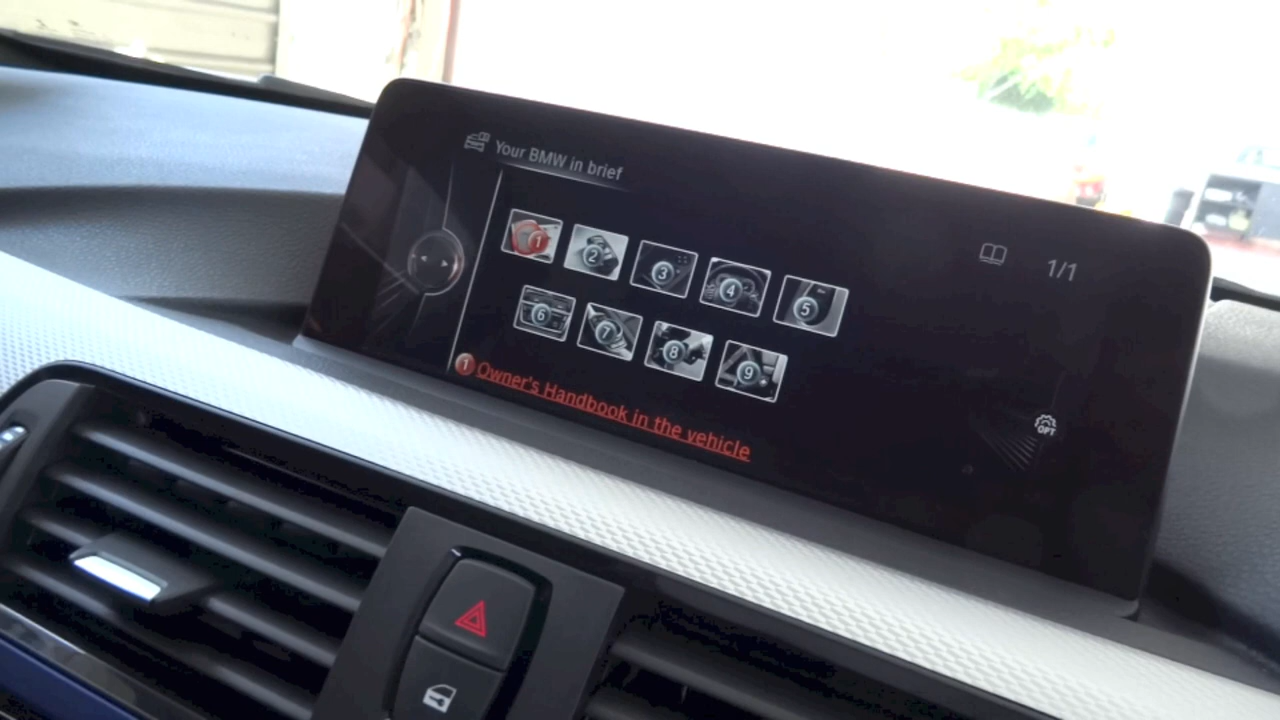 Your BMW in brief
1/1
1 2 3 4 5
6 7 8 9
1 Owner's Handbook in the vehicle
OPT